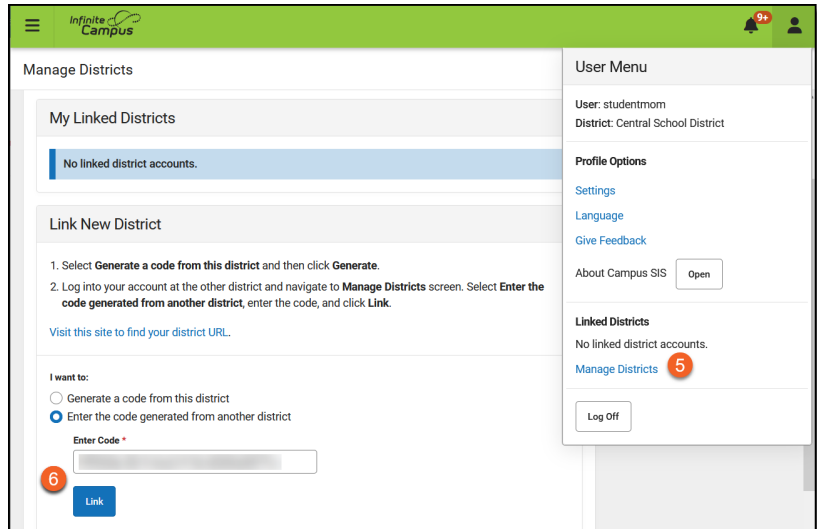 Infinite
Campus
9+
Manage Districts
My Linked Districts
No linked district accounts.
Link New District
1. Select Generate a code from this district and then click Generate.
2. Log into your account at the other district and navigate to Manage Districts screen. Select Enter the
code generated from another district, enter the code, and click Link.
Visit this site to find your district URL.
I want to:
Generate a code from this district
Enter the code generated from another district
Enter Code *
6
Link
User Menu
User: studentmom
District: Central School District
Profile Options
Settings
Language
Give Feedback
About Campus SIS Open
Linked Districts
No linked district accounts.
Manage Districts 5
Log Off